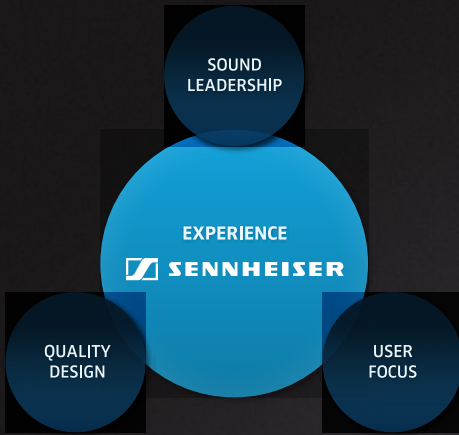 SOUND
LEADERSHIP
EXPERIENCE
SENNHEISER
QUALITY
DESIGN
USER
FOCUS